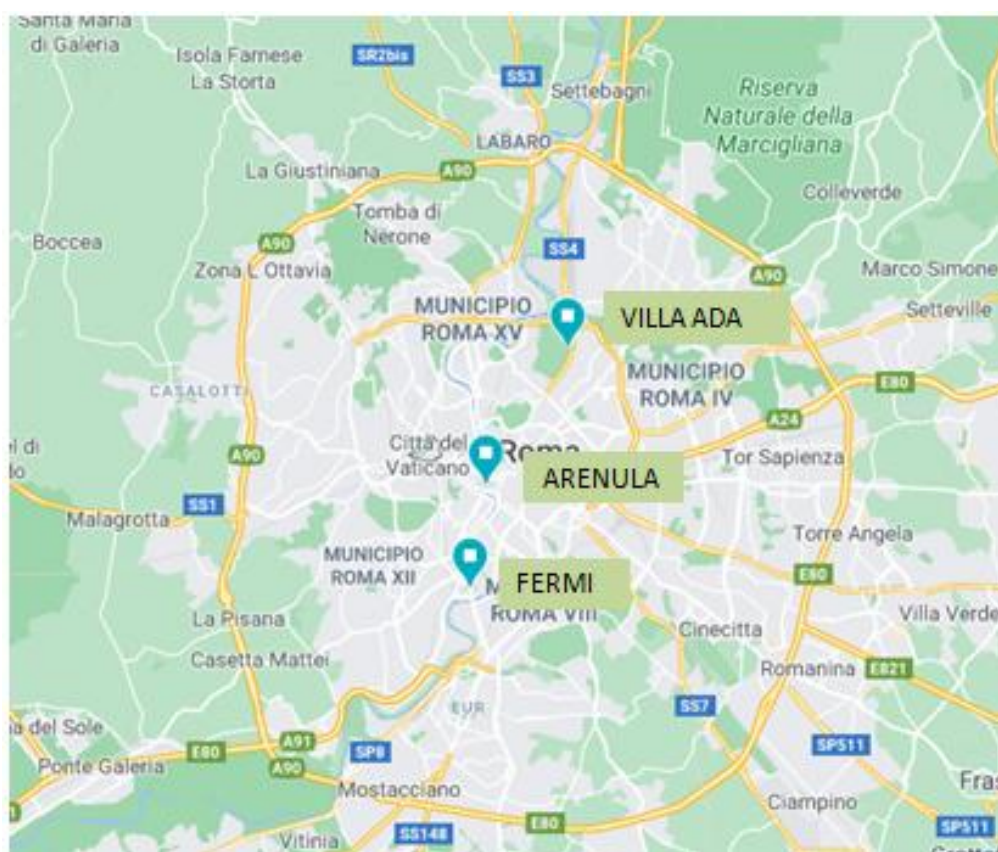 Santa Maria
di Galeria
Isola Farnese
La Storta
SR2bis
SS3
Settebagni
Riserva
Naturale della
Marcigliana
LABARO
La Giustiniana
A90
Colleverde
Tomba di
Nerone
Boccea
A90
SS4
Zona L Ottavia
A90
Marco Simone
Setteville
MUNICIPIO
ROMA XV
VILLA ADA
MUNICIPIO
ROMA IV
E80
CASALOTTI
A24
Città del
Vaticano
Roma
A90
Tor Sapienza
ARENULA
SS1
Malagrotta
Torre Angela
MUNICIPIO
ROMA XII
FERMI
ROMA VIII
E80
La Pisana
Villa Verde
Cinecitta
Casetta Mattei
Romanina
E821
EUR
SS7
del Sole
A91
E80
SP8
SP511
Ponte Galeria
A90
Mostacciano
Ciampino
E80
SS148
SP511
Vitinia